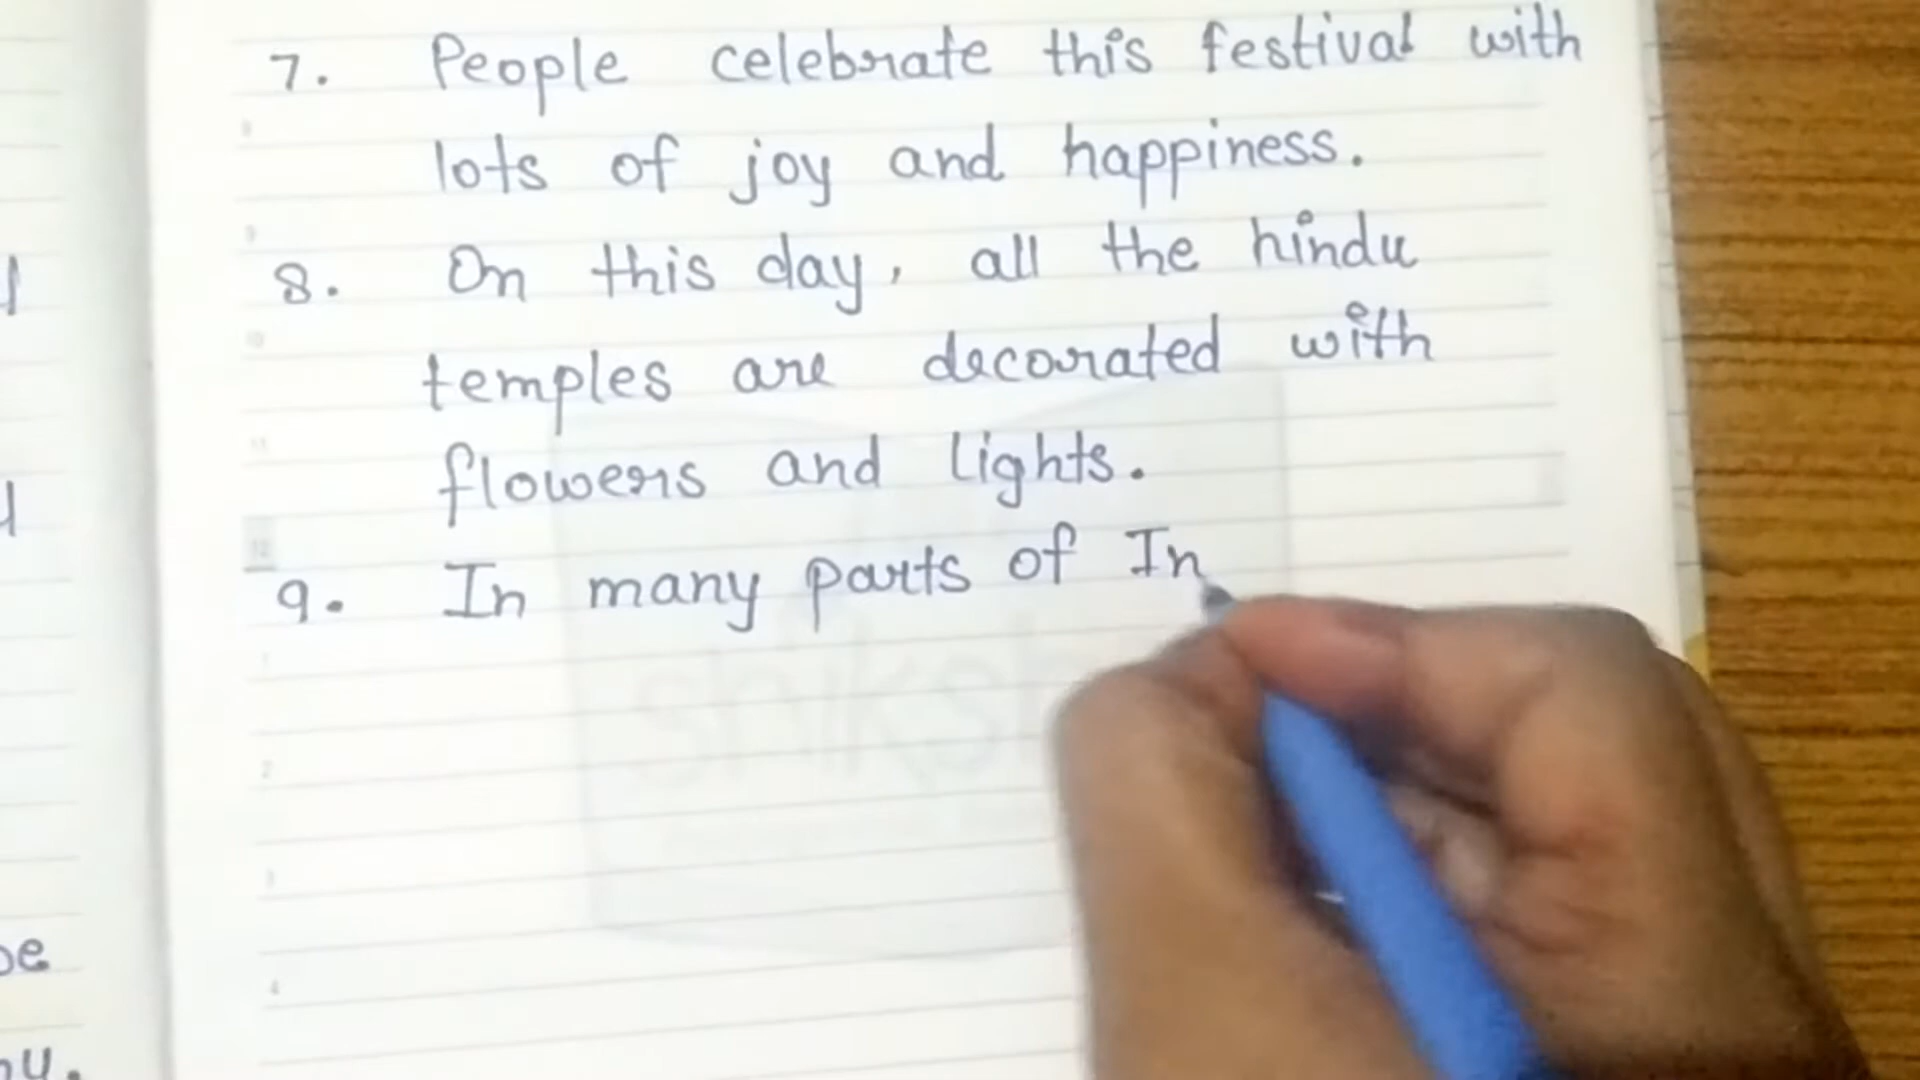 7. People celebrate this festival with
lots of joy and happiness.
8. On this day, all the hindu
temples are decorated with
flowers and lights.
9. In many parts of In